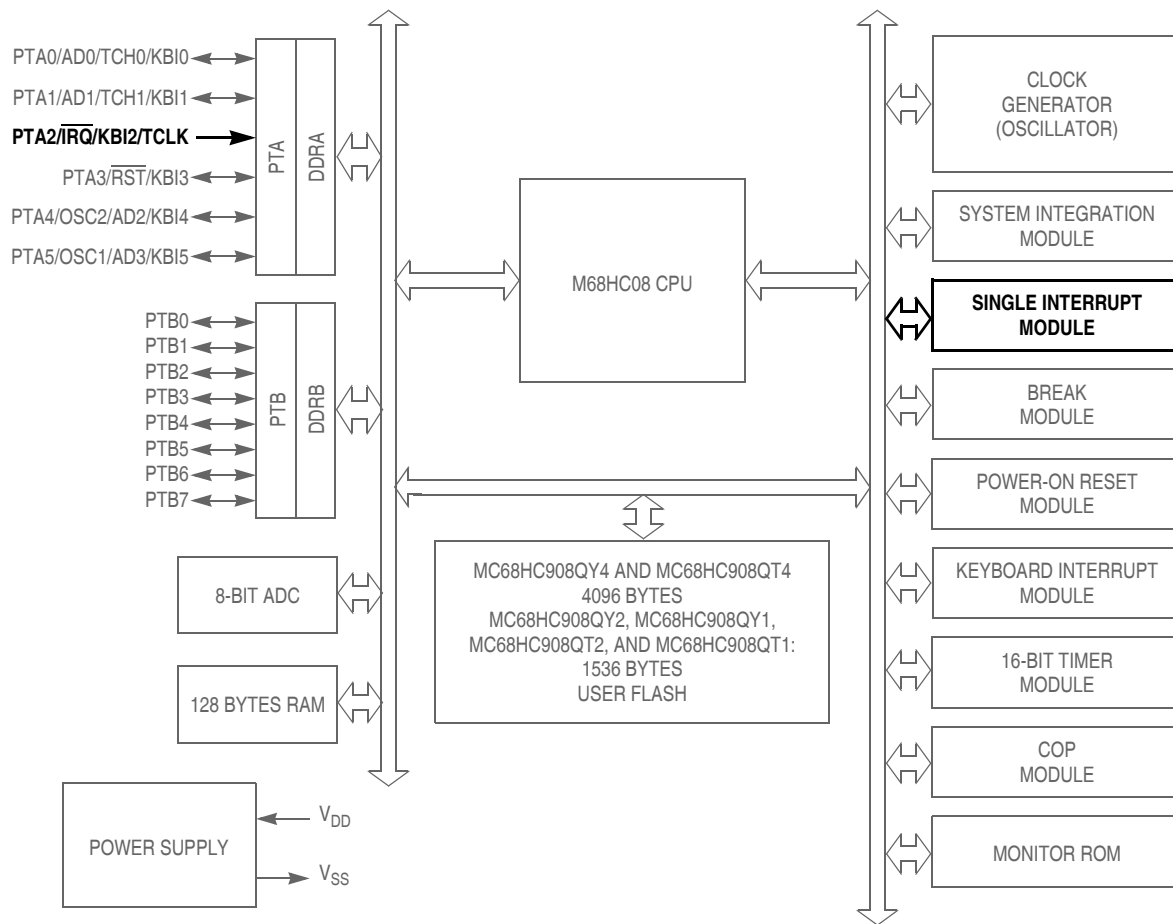 PTA0/AD0/TCH0/KBI0
PTA1/AD1/TCH1/KBI1
PTA2/IRQ/KBI2/TCLK
PTA3/RST/KBI3
PTA4/OSC2/AD2/KBI4
PTA5/OSC1/AD3/KBI5
PTA
DDRA
PTB0
PTB1
PTB2
PTB3
PTB4
PTB5
PTB6
PTB7
PTB
DDRB
8-BIT ADC
128 BYTES RAM
POWER SUPPLY
VDD
VSS
M68HC08 CPU
MC68HC908QY4 AND MC68HC908QT4
4096 BYTES
MC68HC908QY2, MC68HC908QY1,
MC68HC908QT2, AND MC68HC908QT1:
1536 BYTES
USER FLASH
CLOCK
GENERATOR
(OSCILLATOR)
SYSTEM INTEGRATION
MODULE
SINGLE INTERRUPT
MODULE
BREAK
MODULE
POWER-ON RESET
MODULE
KEYBOARD INTERRUPT
MODULE
16-BIT TIMER
MODULE
COP
MODULE
MONITOR ROM